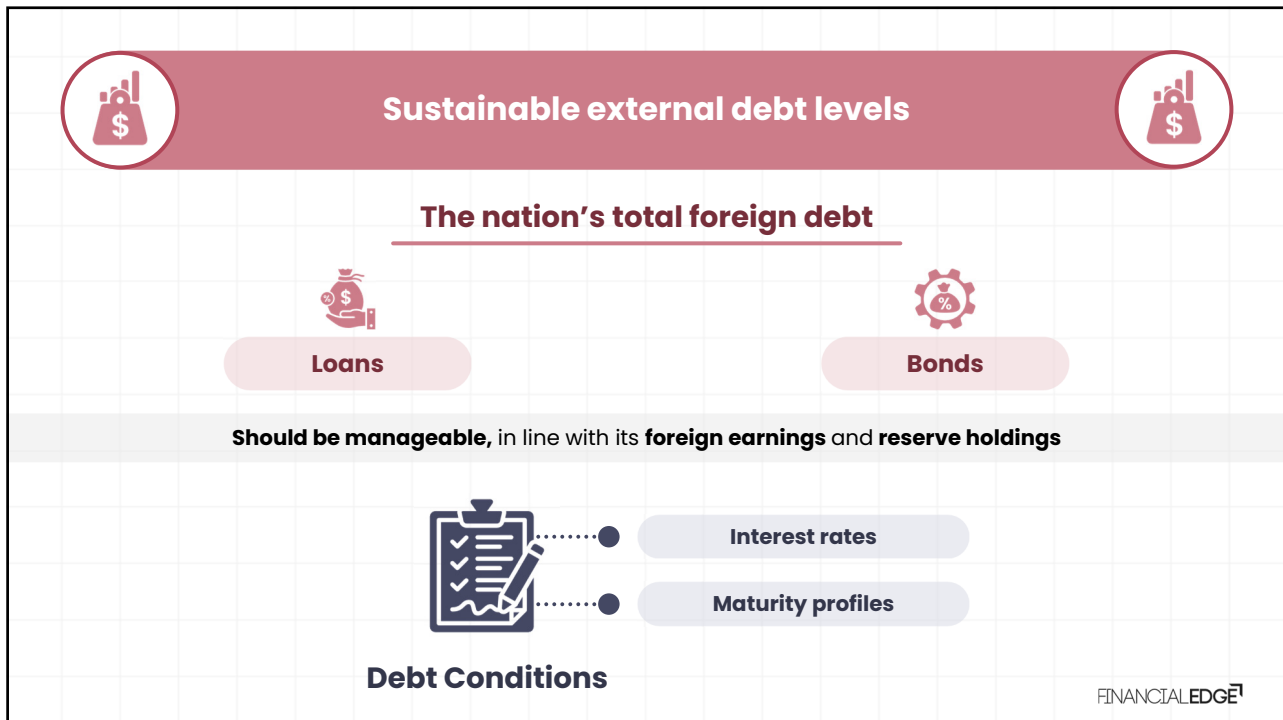 Sustainable external debt levels
$
$
The nation’s total foreign debt
% $
%
Loans
Bonds
Should be manageable, in line with its foreign earnings and reserve holdings
Interest rates
Maturity profiles
Debt Conditions
FINANCIALEDGE